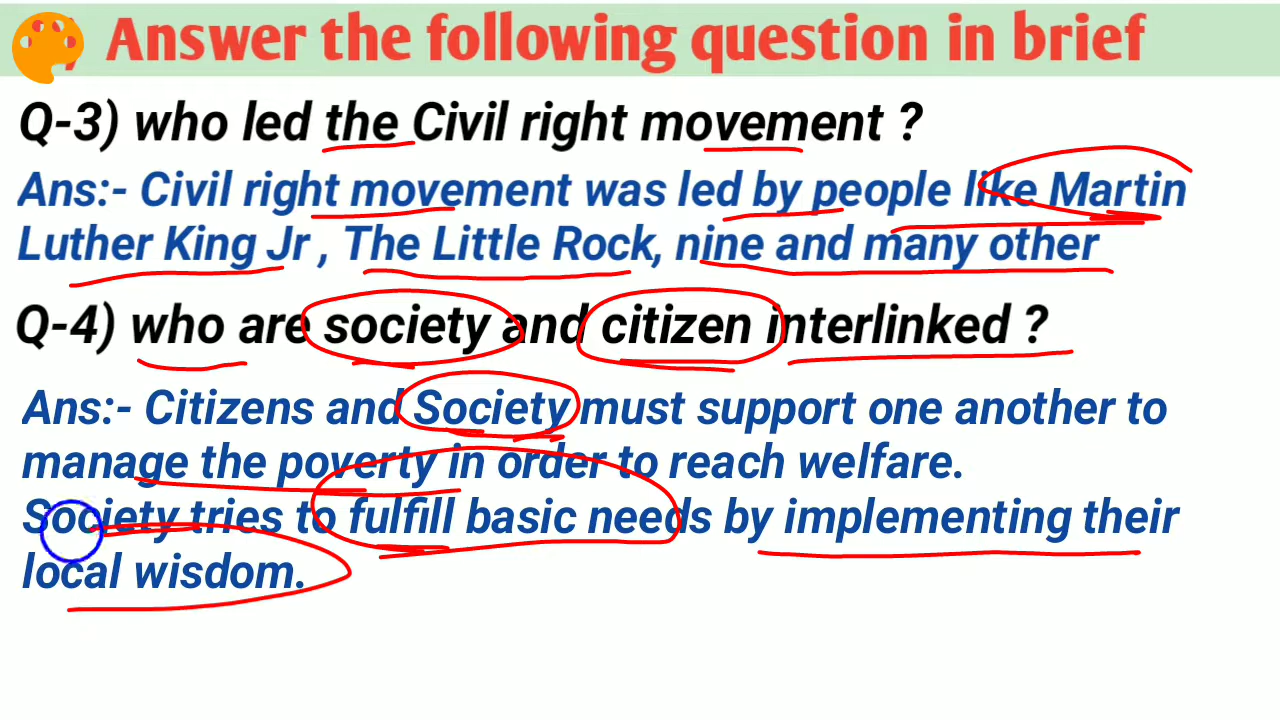 Answer the following question in brief
Q-3) who led the Civil right movement ?
Ans:- Civil right movement was led by people like Martin
Luther King Jr , The Little Rock, nine and many other
Q-4) who are society and citizen interlinked ?
Ans:- Citizens and Society must support one another to
manage the poverty in order to reach welfare.
Society tries to fulfill basic needs by implementing their
local wisdom.